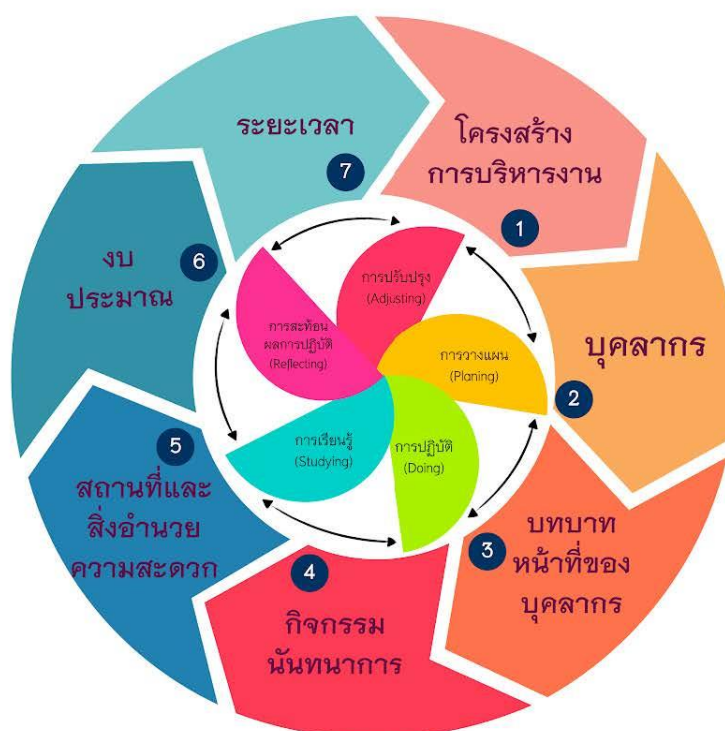 โครงสร้าง
การบริหารงาน
1
บุคลากร
2
บทบาท
หน้าที่ของ
บุคลากร
3
4
กิจกรรม
นันทนาการ
5
สถานที่และ
สิ่งอำนวย
ความสะดวก
6
งบ
ประมาณ
ระยะเวลา
7
การปรับปรุง
(Adjusting)
การวางแผน
(Planing)
การปฏิบัติ
(Doing)
การเรียนรู้
(Studying)
การสะท้อน
ผลการปฏิบัติ
(Reflecting)